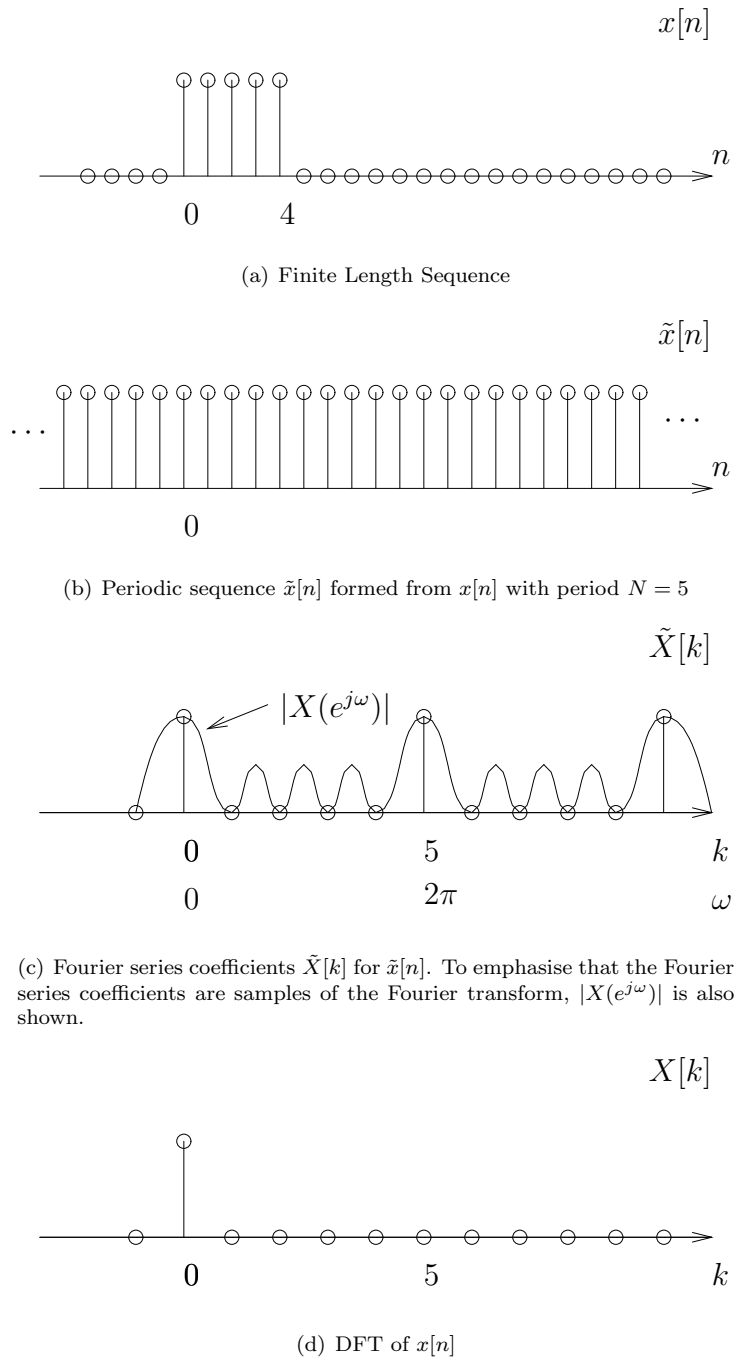 x[n]
n
0 4
(a) Finite Length Sequence
x̃[n]
... ...
n
0
(b) Periodic sequence x̃[n] formed from x[n] with period N = 5
X̃[k]
|X(e^{jω})|
0 5 k
0 2π ω
(c) Fourier series coefficients X̃[k] for x̃[n]. To emphasise that the Fourier
series coefficients are samples of the Fourier transform, |X(e^{jω})| is also
shown.
X[k]
0 5 k
(d) DFT of x[n]